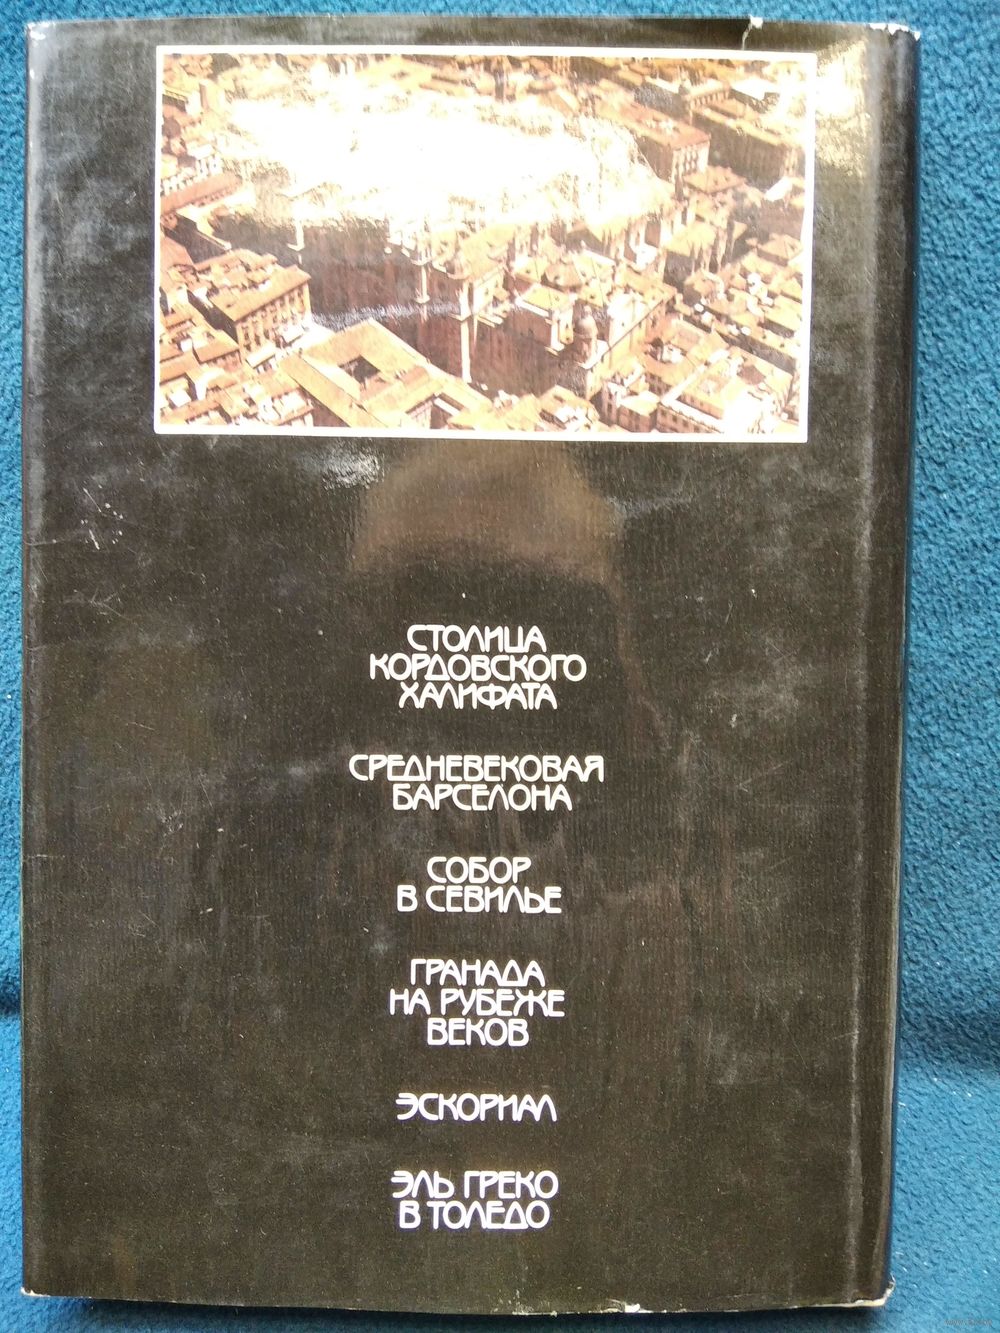 СТОЛИЦА
КОРДОВСКОГО
ХАЛИФАТА
СРЕДНЕВЕКОВАЯ
БАРСЕЛОНА
СОБОР
В СЕВИЛЬЕ
ГРАНАДА
НА РУБЕЖЕ
ВЕКОВ
ЭСКОРИАЛ
ЭЛЬ ГРЕКО
В ТОЛЕДО